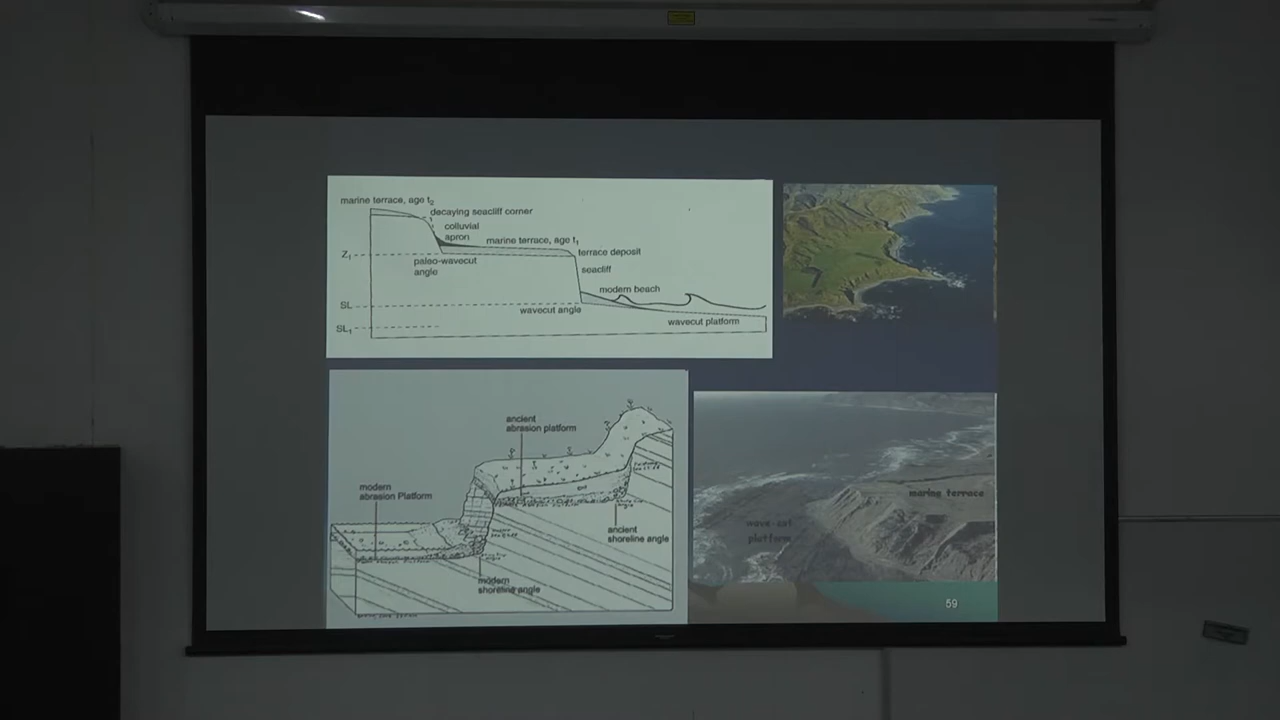 marine terrace, age t2
decaying seacliff corner
colluvial
apron
marine terrace, age t1
terrace deposit
Z1
paleo-wavecut
angle
seacliff
modern beach
SL
wavecut angle
wavecut platform
SL1
ancient
abrasion platform
modern
abrasion Platform
ancient
shoreline angle
modern
shoreline angle
marine terrace
wave-cut
platform
59